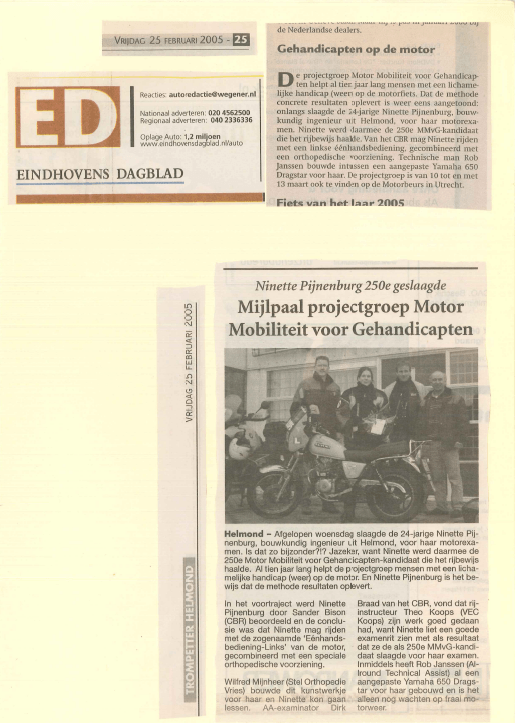 VRIJDAG 25 FEBRUARI 2005 - 25
ED
Reacties: autoredactie@wegener.nl
Nationaal adverteren: 020 4562500
Regionaal adverteren: 040 2336336
Oplage Auto: 1,2 miljoen
www.eindhovensdagblad.nl/auto
EINDHOVENS DAGBLAD
de Nederlandse dealers.
Gehandicapten op de motor
De projectgroep Motor Mobiliteit voor Gehandicap-
ten helpt al tien jaar lang mensen met een lichame-
lijke handicap (weer) op de motorfiets. Dat de methode
concrete resultaten oplevert is weer eens aangetoond:
onlangs slaagde de 24-jarige Ninette Pijnenburg, bouw-
kundig ingenieur uit Helmond, voor haar motorexa-
men. Ninette werd daarmee de 250e MMvG-kandidaat
die het rijbewijs haalde. Van het CBR mag Ninette rijden
met een linkse éénhandsbediening, gecombineerd met
een orthopedische voorziening. Technische man Rob
Janssen bouwde intussen een aangepaste Yamaha 650
Dragstar voor haar. De projectgroep is van 10 tot en met
13 maart ook te vinden op de Motorbeurs in Utrecht.
Fiets van het Jaar 2005
VRIJDAG 25 FEBRUARI 2005
TROMPETTER HELMOND
Ninette Pijnenburg 250e geslaagde
Mijlpaal projectgroep Motor
Mobiliteit voor Gehandicapten
L
Helmond – Afgelopen woensdag slaagde de 24-jarige Ninette Pij-
nenburg, bouwkundig ingenieur uit Helmond, voor haar motorexa-
men. Is dat zo bijzonder?!? Jazeker, want Ninette werd daarmee de
250e Motor Mobiliteit voor Gehandicapten-kandidaat die het rijbewijs
haalde. Al tien jaar lang helpt de projectgroep mensen met een licha-
melijke handicap (weer) op de motor. En Ninette Pijnenburg is het be-
wijs dat de methode resultaten oplevert.
In het voortraject werd Ninette
Pijnenburg door Sander Bison
(CBR) beoordeeld en de conclu-
sie was dat Ninette mag rijden
met de zogenaamde 'Eénhands-
bediening-Links' van de motor,
gecombineerd met een speciale
orthopedische voorziening.
Wilfred Mijnheer (Stel Orthopedie
Vries) bouwde dit kunstwerkje
voor haar en Ninette kon gaan
lessen. AA-examinator Dirk
Braad van het CBR, vond dat rij-
instructeur Theo Koops (VEC
Koops) zijn werk goed gedaan
had, want Ninette liet een goede
examenrit zien met als resultaat
dat ze de als 250e MMvG-kandi-
daat slaagde voor haar examen.
Inmiddels heeft Rob Janssen (Al-
lround Technical Assist) al een
aangepaste Yamaha 650 Drags-
tar voor haar gebouwd en is het
alleen nog wachten op fraai mo-
torweer.